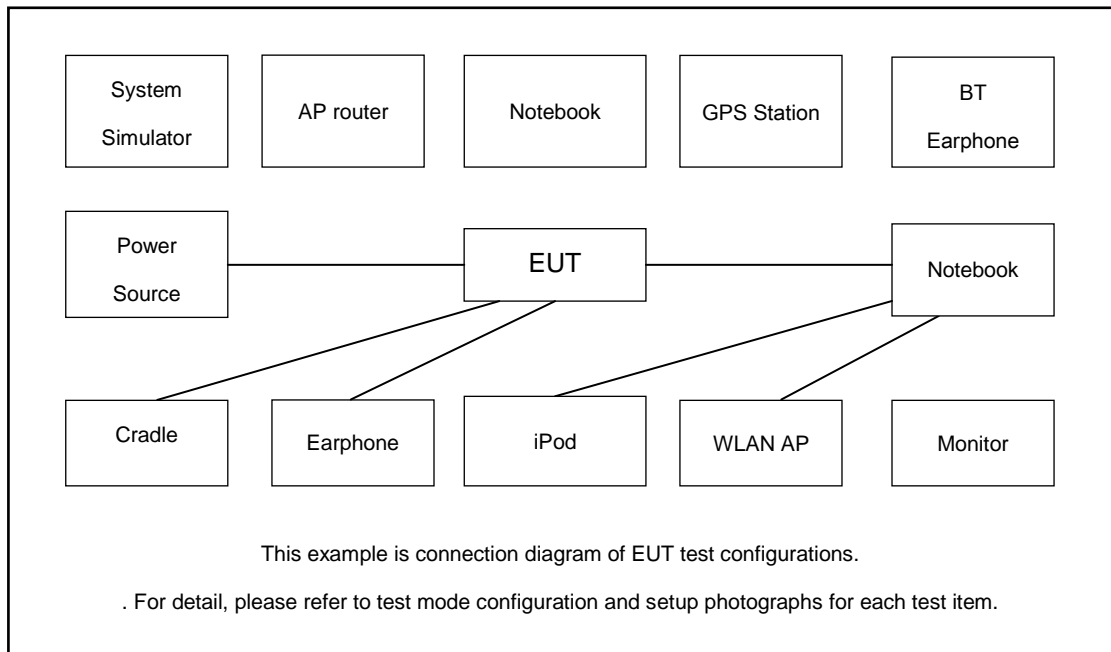 System
Simulator
AP router
Notebook
GPS Station
BT
Earphone
Power
Source
EUT
Notebook
Cradle
Earphone
iPod
WLAN AP
Monitor
This example is connection diagram of EUT test configurations.
. For detail, please refer to test mode configuration and setup photographs for each test item.